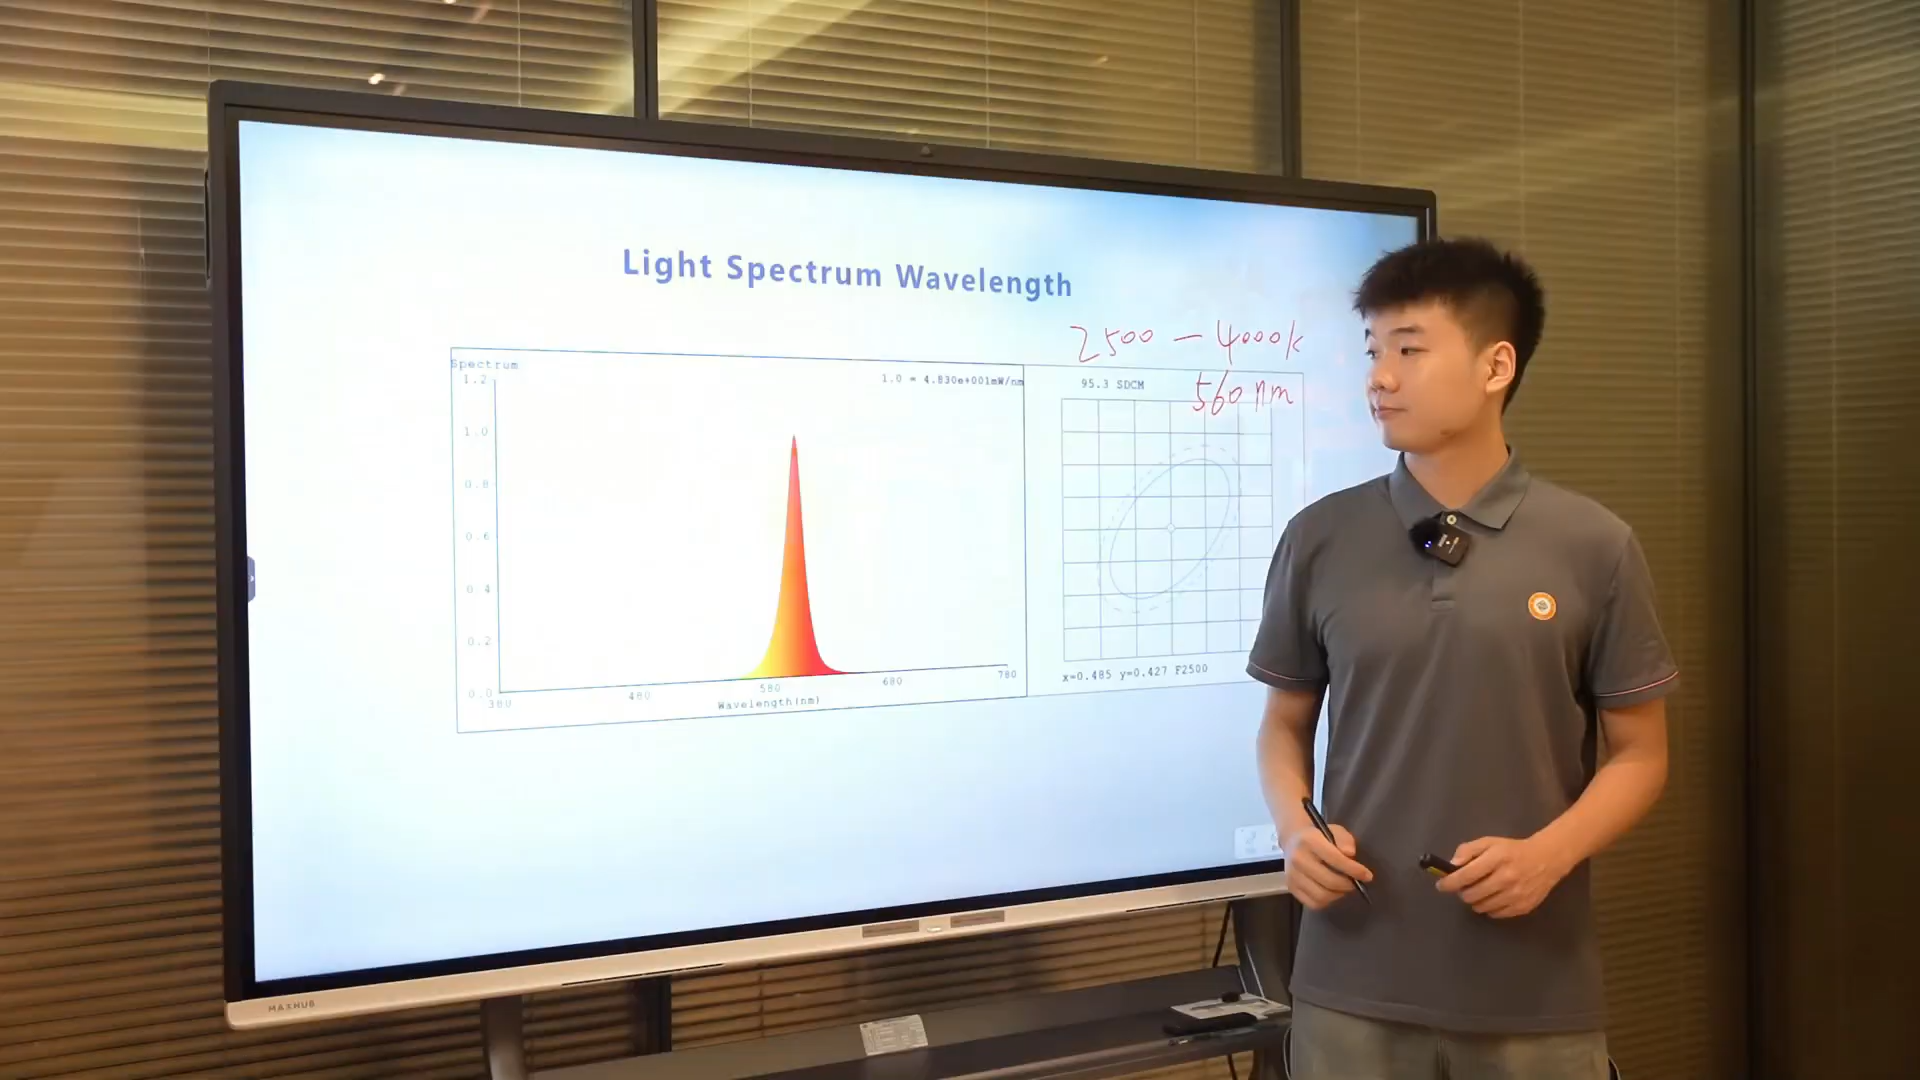 Light Spectrum Wavelength
2500 - 4000k
560 nm
Spectrum
1.0 = 4.830e+001mW/nm
1.2
1.0
0.8
0.6
0.4
0.2
0.0
380 480 580 680 780
Wavelength(nm)
95.3 SDCM
x=0.485 y=0.427 F2500
MAXHUB